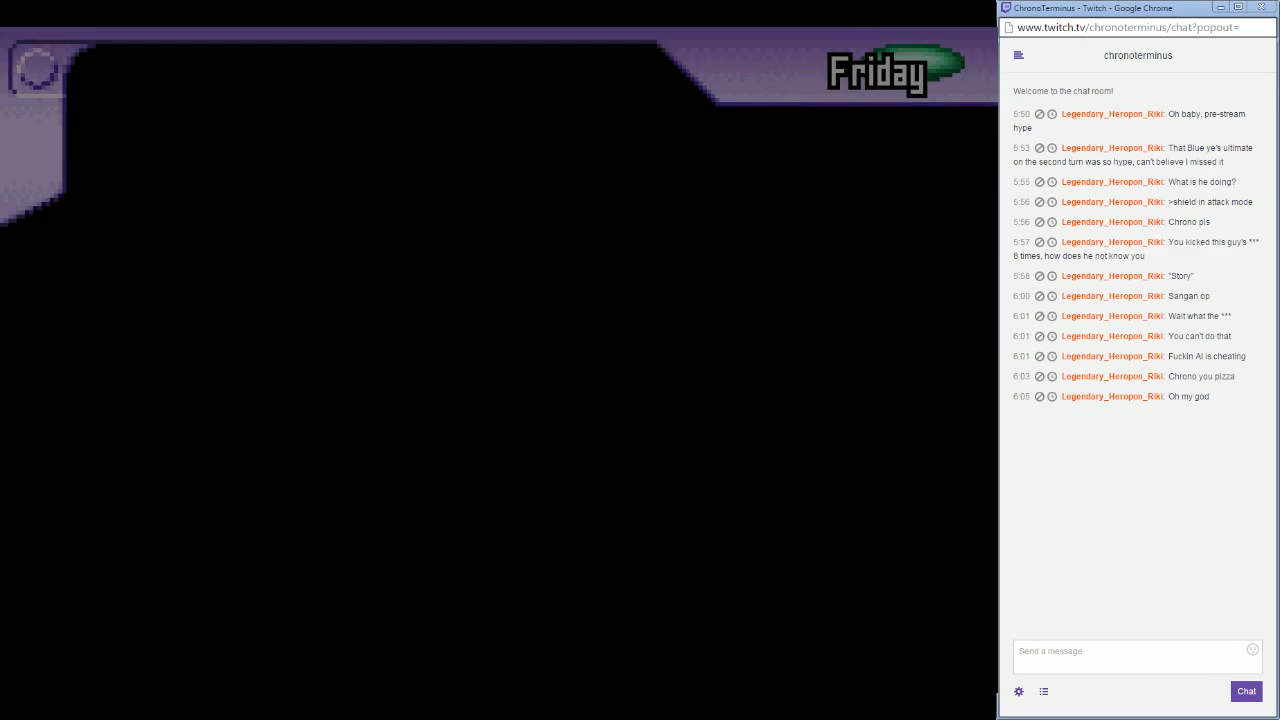 ChronoTerminus - Twitch - Google Chrome
www.twitch.tv/chronoterminus/chat?popout=
chronoterminus
Friday
Welcome to the chat room!
5:50 Legendary_Heropon_Riki: Oh baby, pre-stream
hype
5:53 Legendary_Heropon_Riki: That Blue ye's ultimate
on the second turn was so hype, can't believe I missed it
5:55 Legendary_Heropon_Riki: What is he doing?
5:56 Legendary_Heropon_Riki: >shield in attack mode
5:56 Legendary_Heropon_Riki: Chrono pls
5:57 Legendary_Heropon_Riki: You kicked this guy's ***
8 times, how does he not know you
5:58 Legendary_Heropon_Riki: "Story"
6:00 Legendary_Heropon_Riki: Sangan op
6:01 Legendary_Heropon_Riki: Wait what the ***
6:01 Legendary_Heropon_Riki: You can't do that
6:01 Legendary_Heropon_Riki: Fuckin AI is cheating
6:03 Legendary_Heropon_Riki: Chrono you pizza
6:05 Legendary_Heropon_Riki: Oh my god
Send a message
Chat